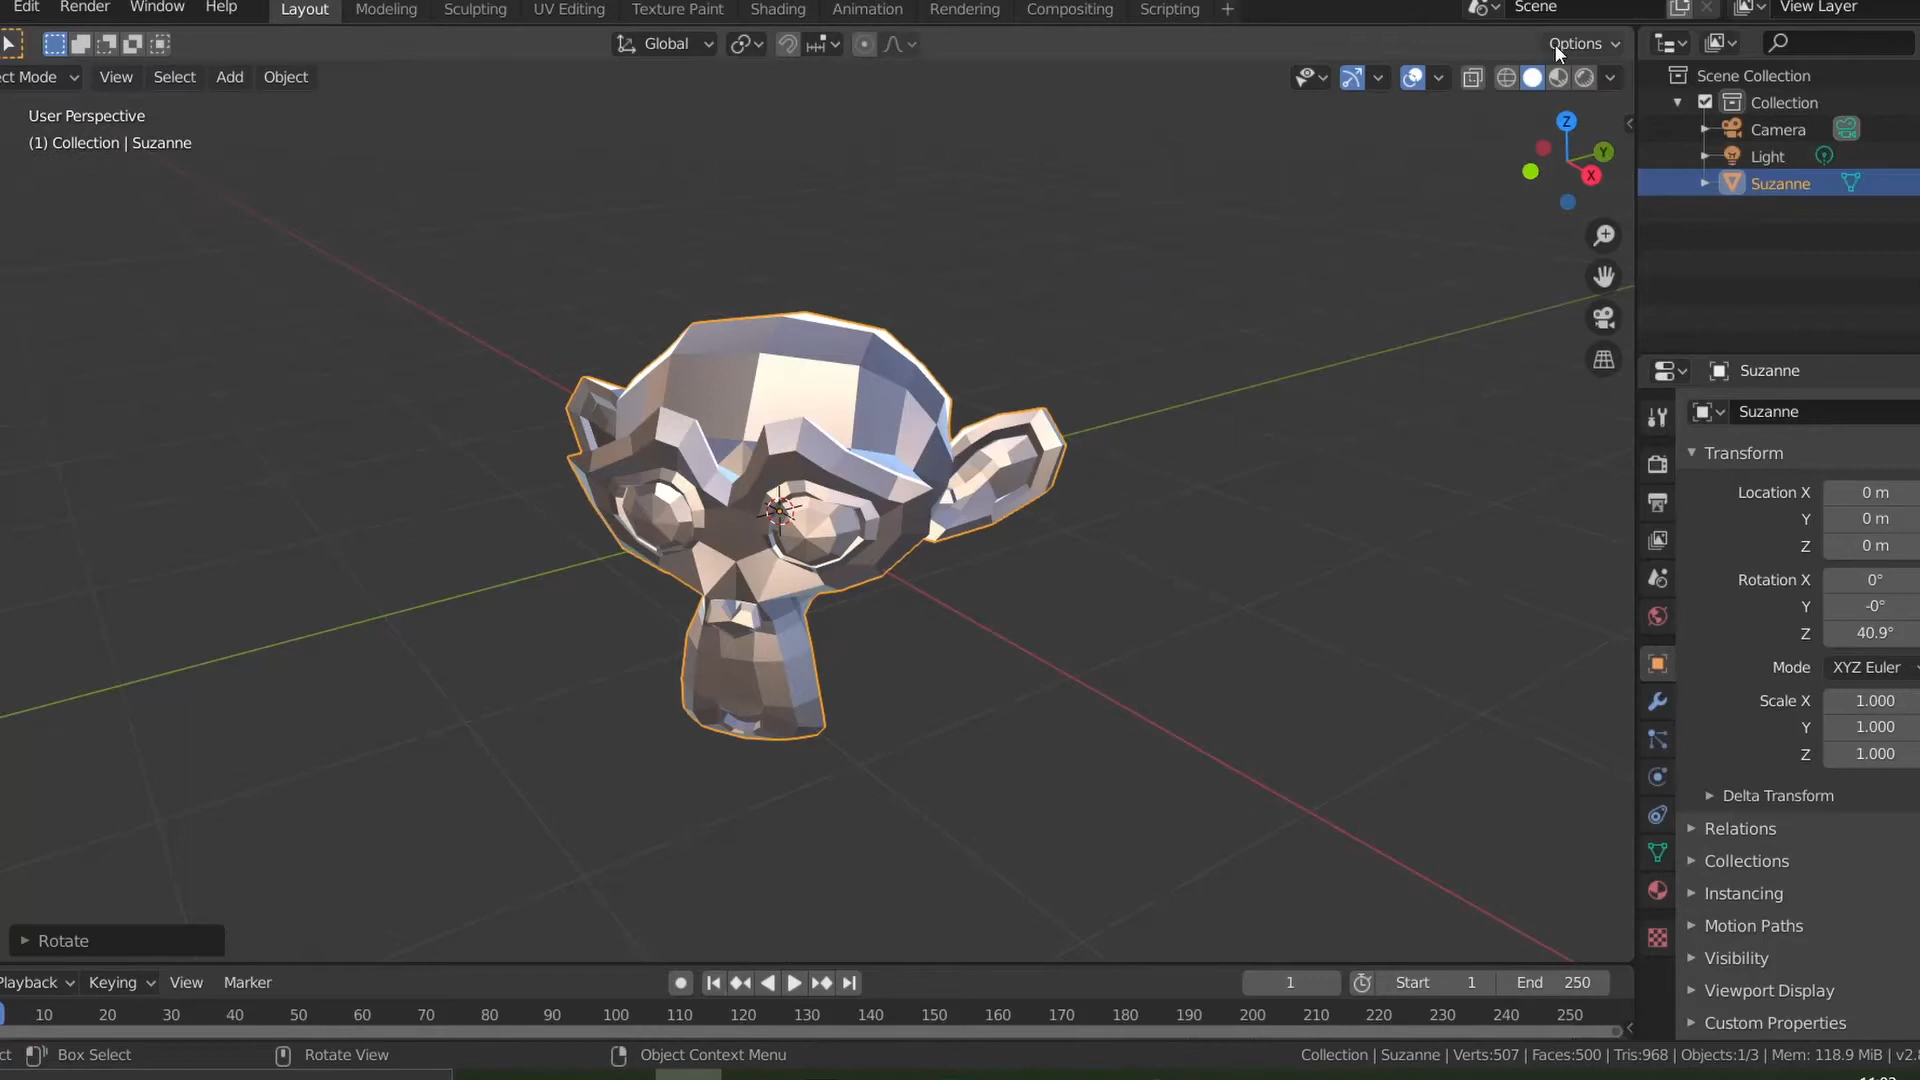 Edit Render Window Help Layout Modeling Sculpting UV Editing Texture Paint Shading Animation Rendering Compositing Scripting + Scene View Layer
Global Options
ect Mode View Select Add Object
User Perspective
(1) Collection | Suzanne
Z
Y
X
Scene Collection
Collection
Camera
Light
Suzanne
Suzanne
Suzanne
Transform
Location X 0 m
Y 0 m
Z 0 m
Rotation X 0°
Y -0°
Z 40.9°
Mode XYZ Euler
Scale X 1.000
Y 1.000
Z 1.000
Delta Transform
Relations
Collections
Instancing
Motion Paths
Visibility
Viewport Display
Custom Properties
Rotate
Playback Keying View Marker 1 Start 1 End 250
10 20 30 40 50 60 70 80 90 100 110 120 130 140 150 160 170 180 190 200 210 220 230 240 250
ct Box Select Rotate View Object Context Menu Collection | Suzanne | Verts:507 | Faces:500 | Tris:968 | Objects:1/3 | Mem: 118.9 MiB | v2.8